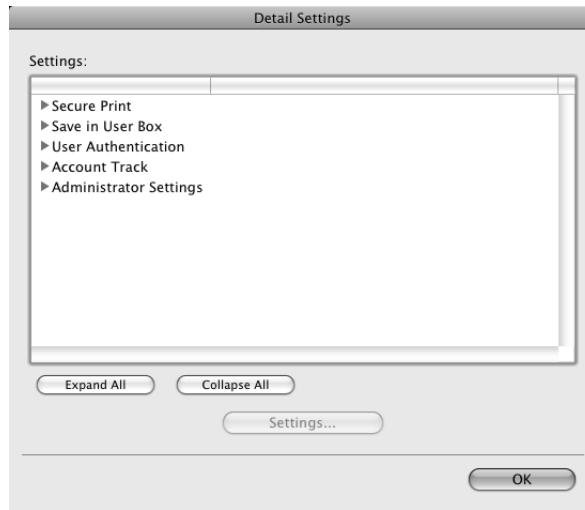 Detail Settings
Settings:
Secure Print
Save in User Box
User Authentication
Account Track
Administrator Settings
Expand All Collapse All
Settings...
OK